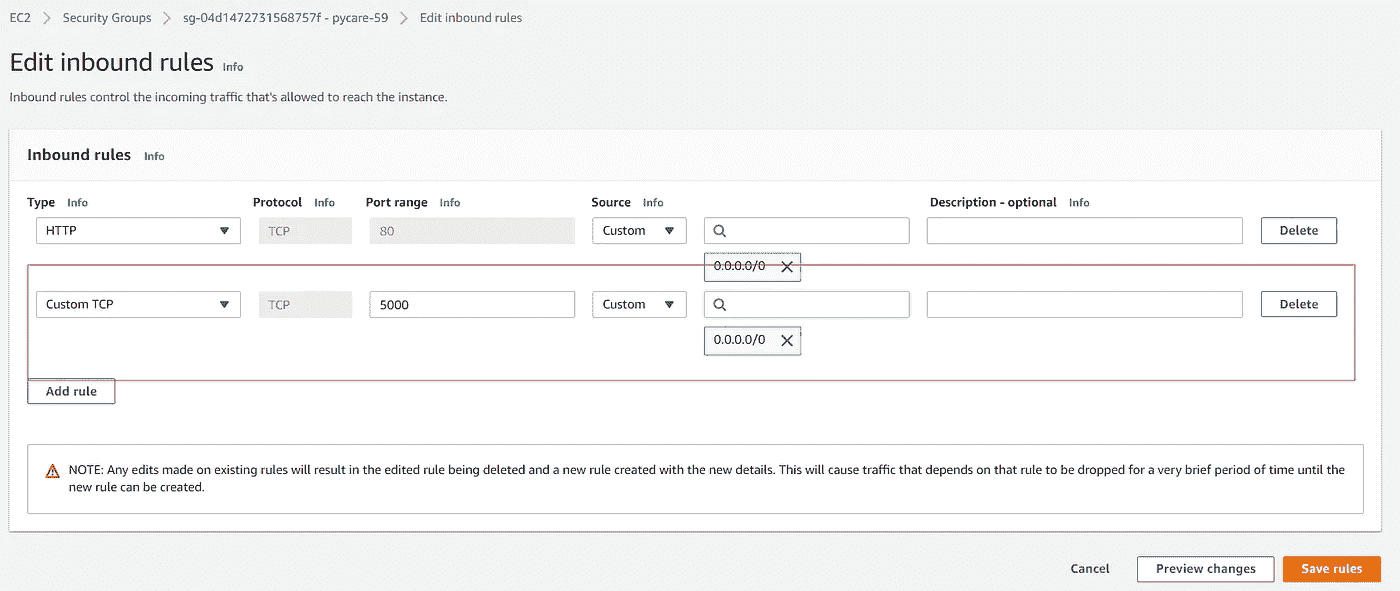 EC2 > Security Groups > sg-04d1472731568757f - pycare-59 > Edit inbound rules
Edit inbound rules Info
Inbound rules control the incoming traffic that's allowed to reach the instance.
Inbound rules Info
Type Info Protocol Info Port range Info Source Info Description - optional Info
HTTP TCP 80 Custom Delete
0.0.0.0/0
Custom TCP TCP 5000 Custom Delete
0.0.0.0/0
Add rule
NOTE: Any edits made on existing rules will result in the edited rule being deleted and a new rule created with the new details. This will cause traffic that depends on that rule to be dropped for a very brief period of time until the
new rule can be created.
Cancel Preview changes Save rules